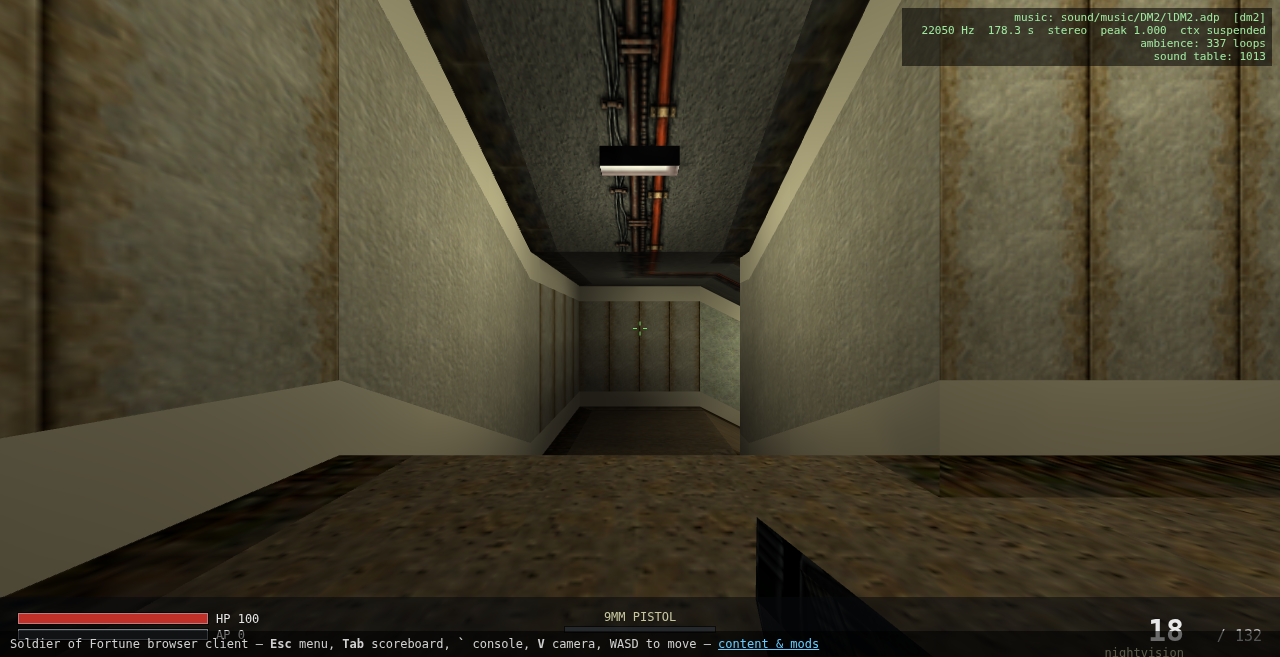 music: sound/music/DM2/lDM2.adp [dm2]
22050 Hz 178.3 s stereo peak 1.000 ctx suspended
ambience: 337 loops
sound table: 1013
HP 100
9MM PISTOL
AP 0
18 / 132
Soldier of Fortune browser client — Esc menu, Tab scoreboard, ` console, V camera, WASD to move — content & mods
nightvision